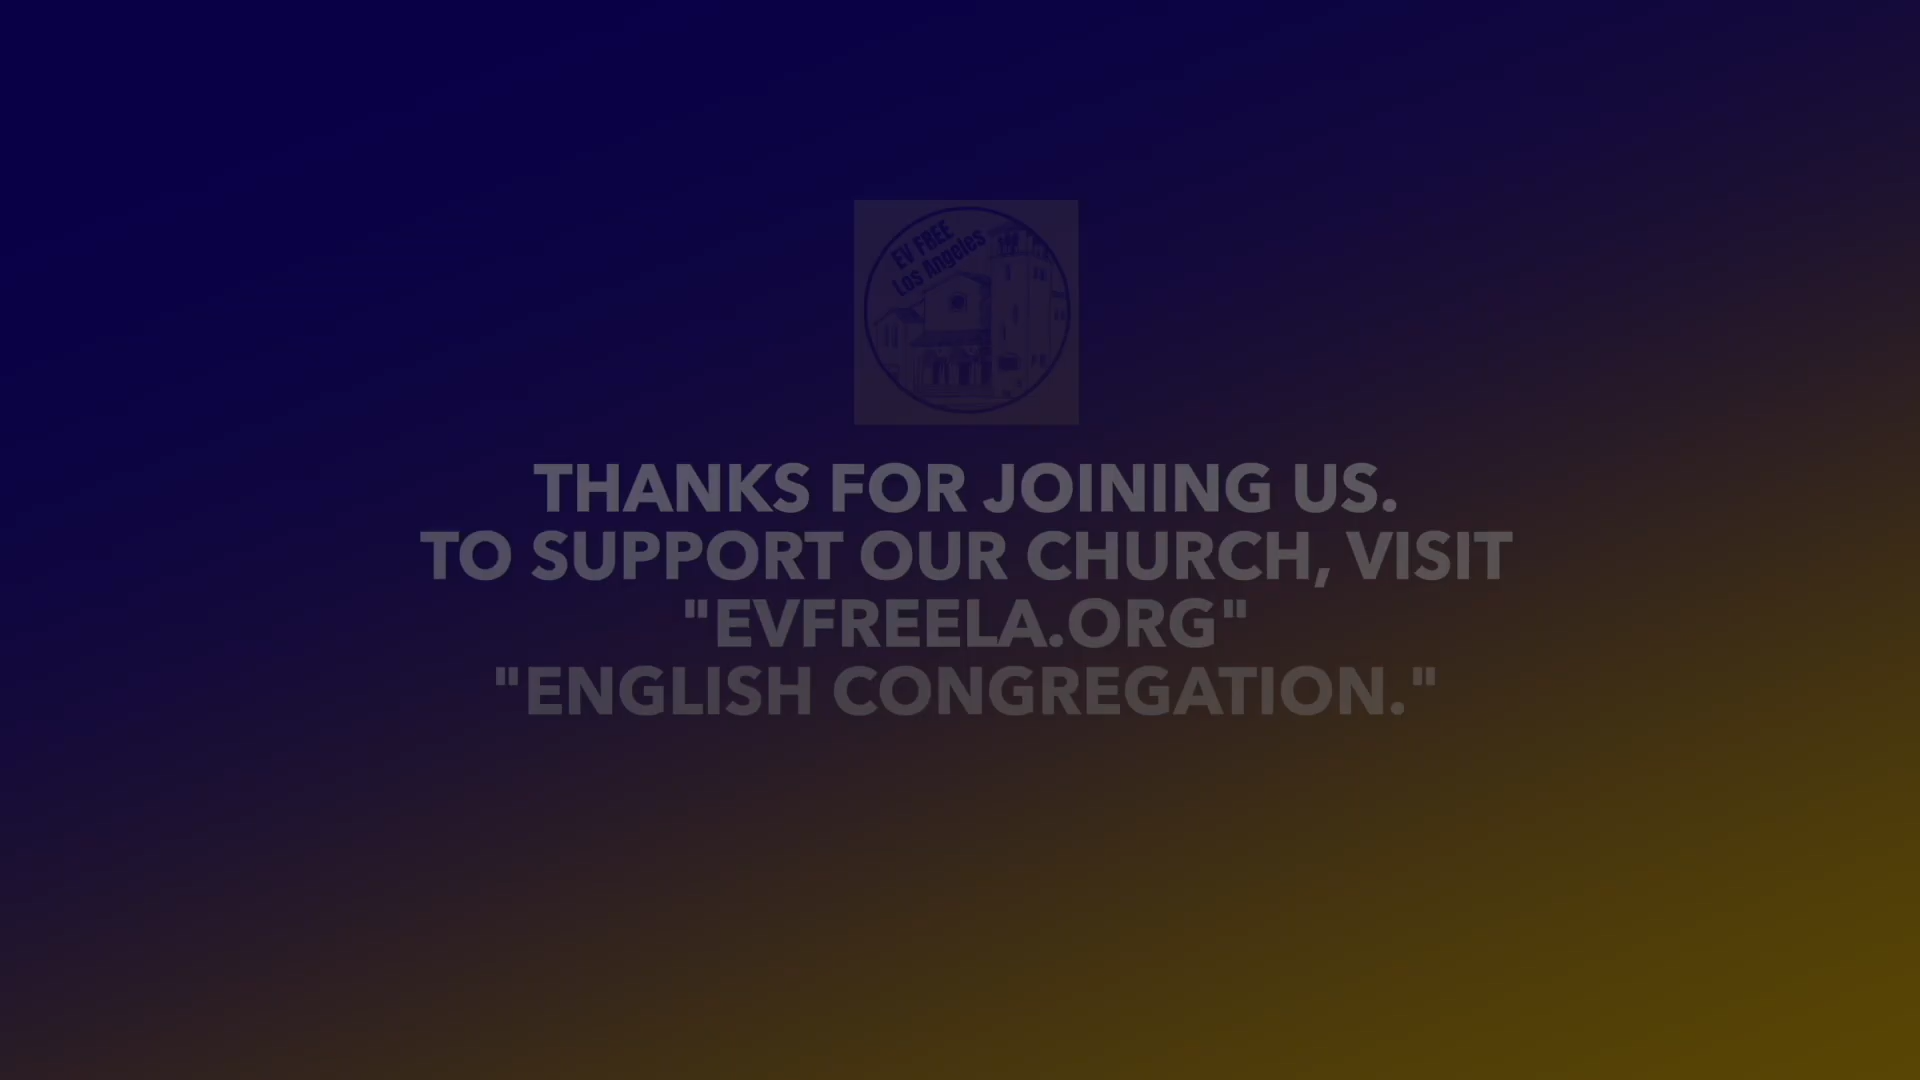 EV FREE
Los Angeles
THANKS FOR JOINING US.
TO SUPPORT OUR CHURCH, VISIT
"EVFREELA.ORG"
"ENGLISH CONGREGATION."